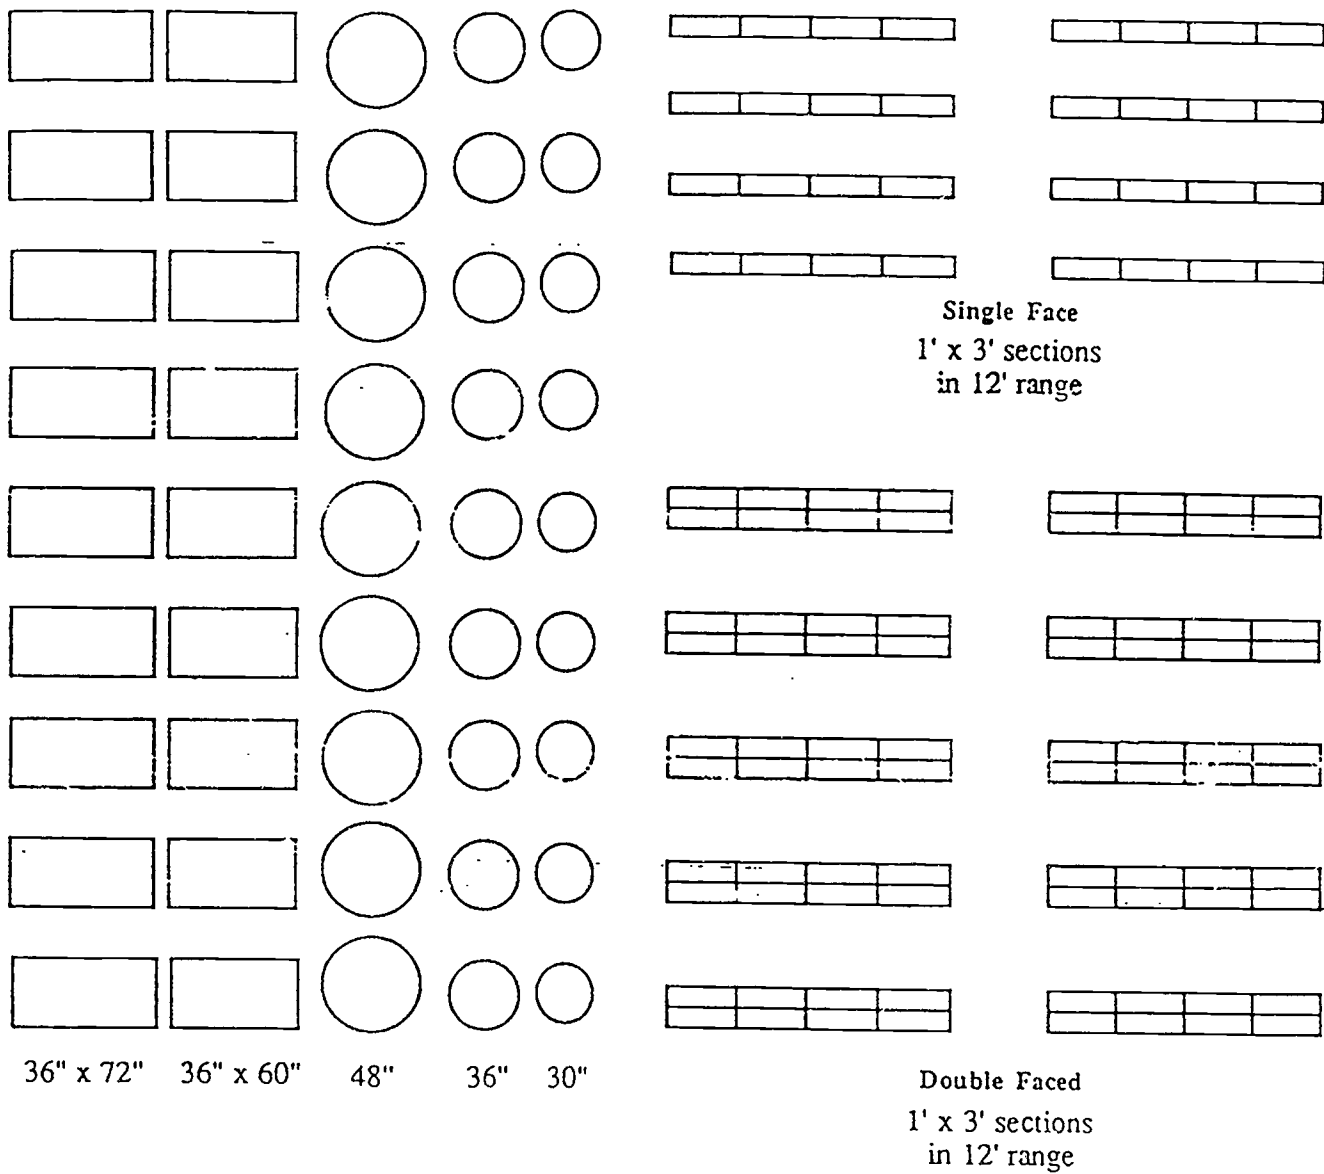 Single Face
1' x 3' sections
in 12' range
36" x 72" 36" x 60" 48" 36" 30"
Double Faced
1' x 3' sections
in 12' range